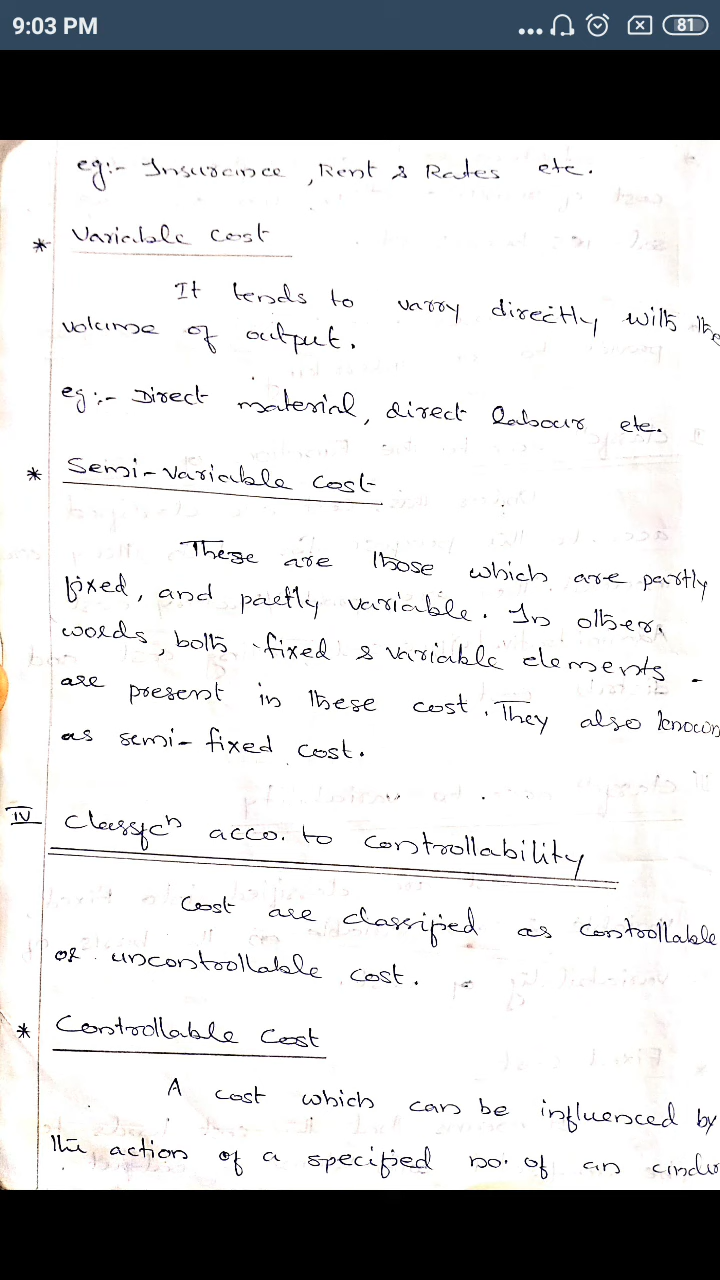 9:03 PM
81
eg:- Insurance, Rent & Rates etc.
* Variable cost
It tends to varry directly with the
volume of output.
eg:- Direct material, direct labour etc.
* Semi-Variable cost
These are those which are partly
fixed, and partly variable. In other
words, both fixed & variable elements
are present in these cost. They also known
as semi-fixed cost.
IV Classifcn acco. to controllability
Cost are classified as controllable
or uncontrollable cost.
* Controllable cost
A cost which can be influenced by
the action of a specified no. of an